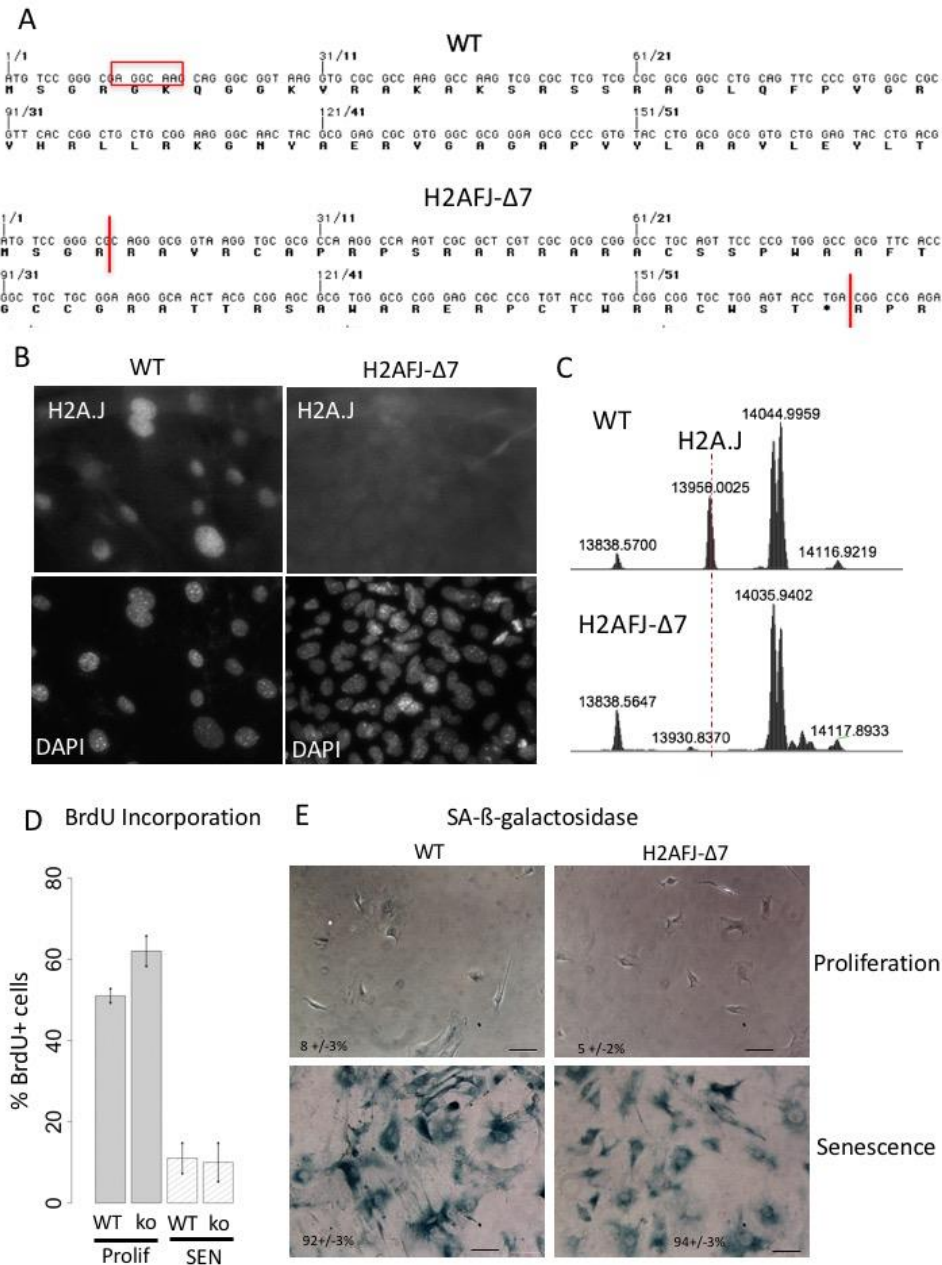 A
WT
1/1 31/11 61/21
ATG TCC GGG CGA GGC AAG CAG GGC GGT AAG GTG CGC GCC AAG GCC AAG TCG CGC TCG TCG CGC GCG GGC CTG CAG TTC CCC GTG GGC CGC
M S G R G K Q G G K V R A K A K S R S S R A G L Q F P V G R
91/31 121/41 151/51
GTT CAC CGG CTG CTG CGG AAG GGC AAC TAC GCG GAG CGC GTG GGC GCG GGA GCG CCC GTG TAC CTG GCG GCG GTG CTG GAG TAC CTG ACG
V H R L L R K G N Y A E R V G A G A P V Y L A A V L E Y L T
H2AFJ-Δ7
1/1 31/11 61/21
ATG TCC GGG CGC AGG GCG GTA AGG TGC GCG CCA AGG CCA AGT CGC GCT CGT CGC GCG CGG GCC TGC AGT TCC CCG TGG GCC GCG TTC ACC
M S G R R A V R C A P R P S R A R R A R A C S S P W A A F T
91/31 121/41 151/51
GGC TGC TGC GGA AGG GCA ACT ACG CGG AGC GCG TGG GCG CGG GAG CGC CCG TGT ACC TGG CGG CGG TGC TGG AGT ACC TGA CGG CCG AGA
G C C G R A T T R S A W A R E R P C T W R R C W S T * R P R
B
WT H2AFJ-Δ7
H2A.J H2A.J
DAPI DAPI
C
WT
H2A.J
14044.9959
13956.0025
13838.5700
14116.9219
H2AFJ-Δ7
14035.9402
13838.5647
13930.8370
14117.8933
D BrdU Incorporation
% BrdU+ cells
80
60
40
20
0
WT ko WT ko
Prolif SEN
E SA-ß-galactosidase
WT H2AFJ-Δ7
8 +/-3% 5 +/-2%
Proliferation
92+/-3% 94+/-3%
Senescence